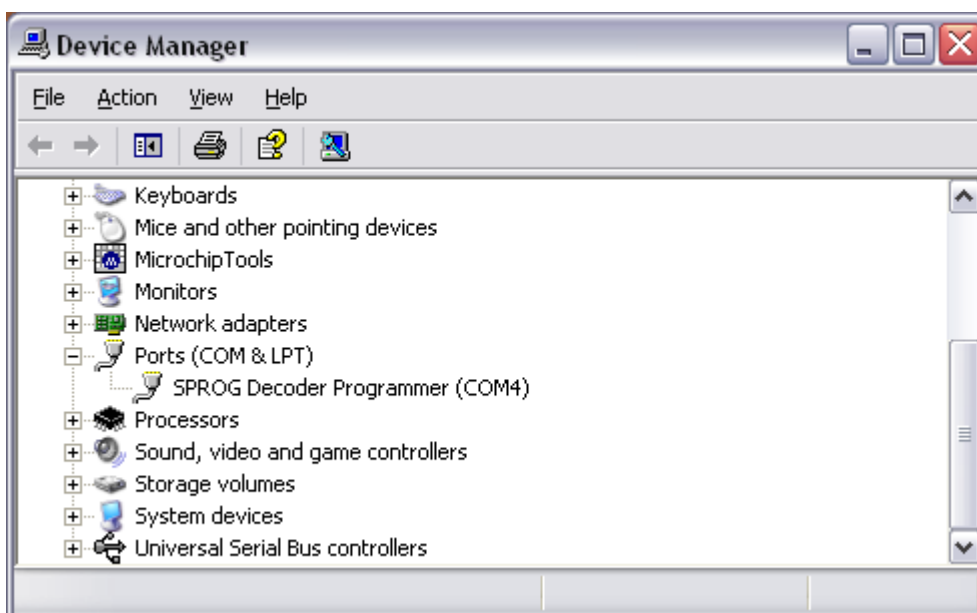 Device Manager
File Action View Help
Keyboards
Mice and other pointing devices
MicrochipTools
Monitors
Network adapters
Ports (COM & LPT)
SPROG Decoder Programmer (COM4)
Processors
Sound, video and game controllers
Storage volumes
System devices
Universal Serial Bus controllers